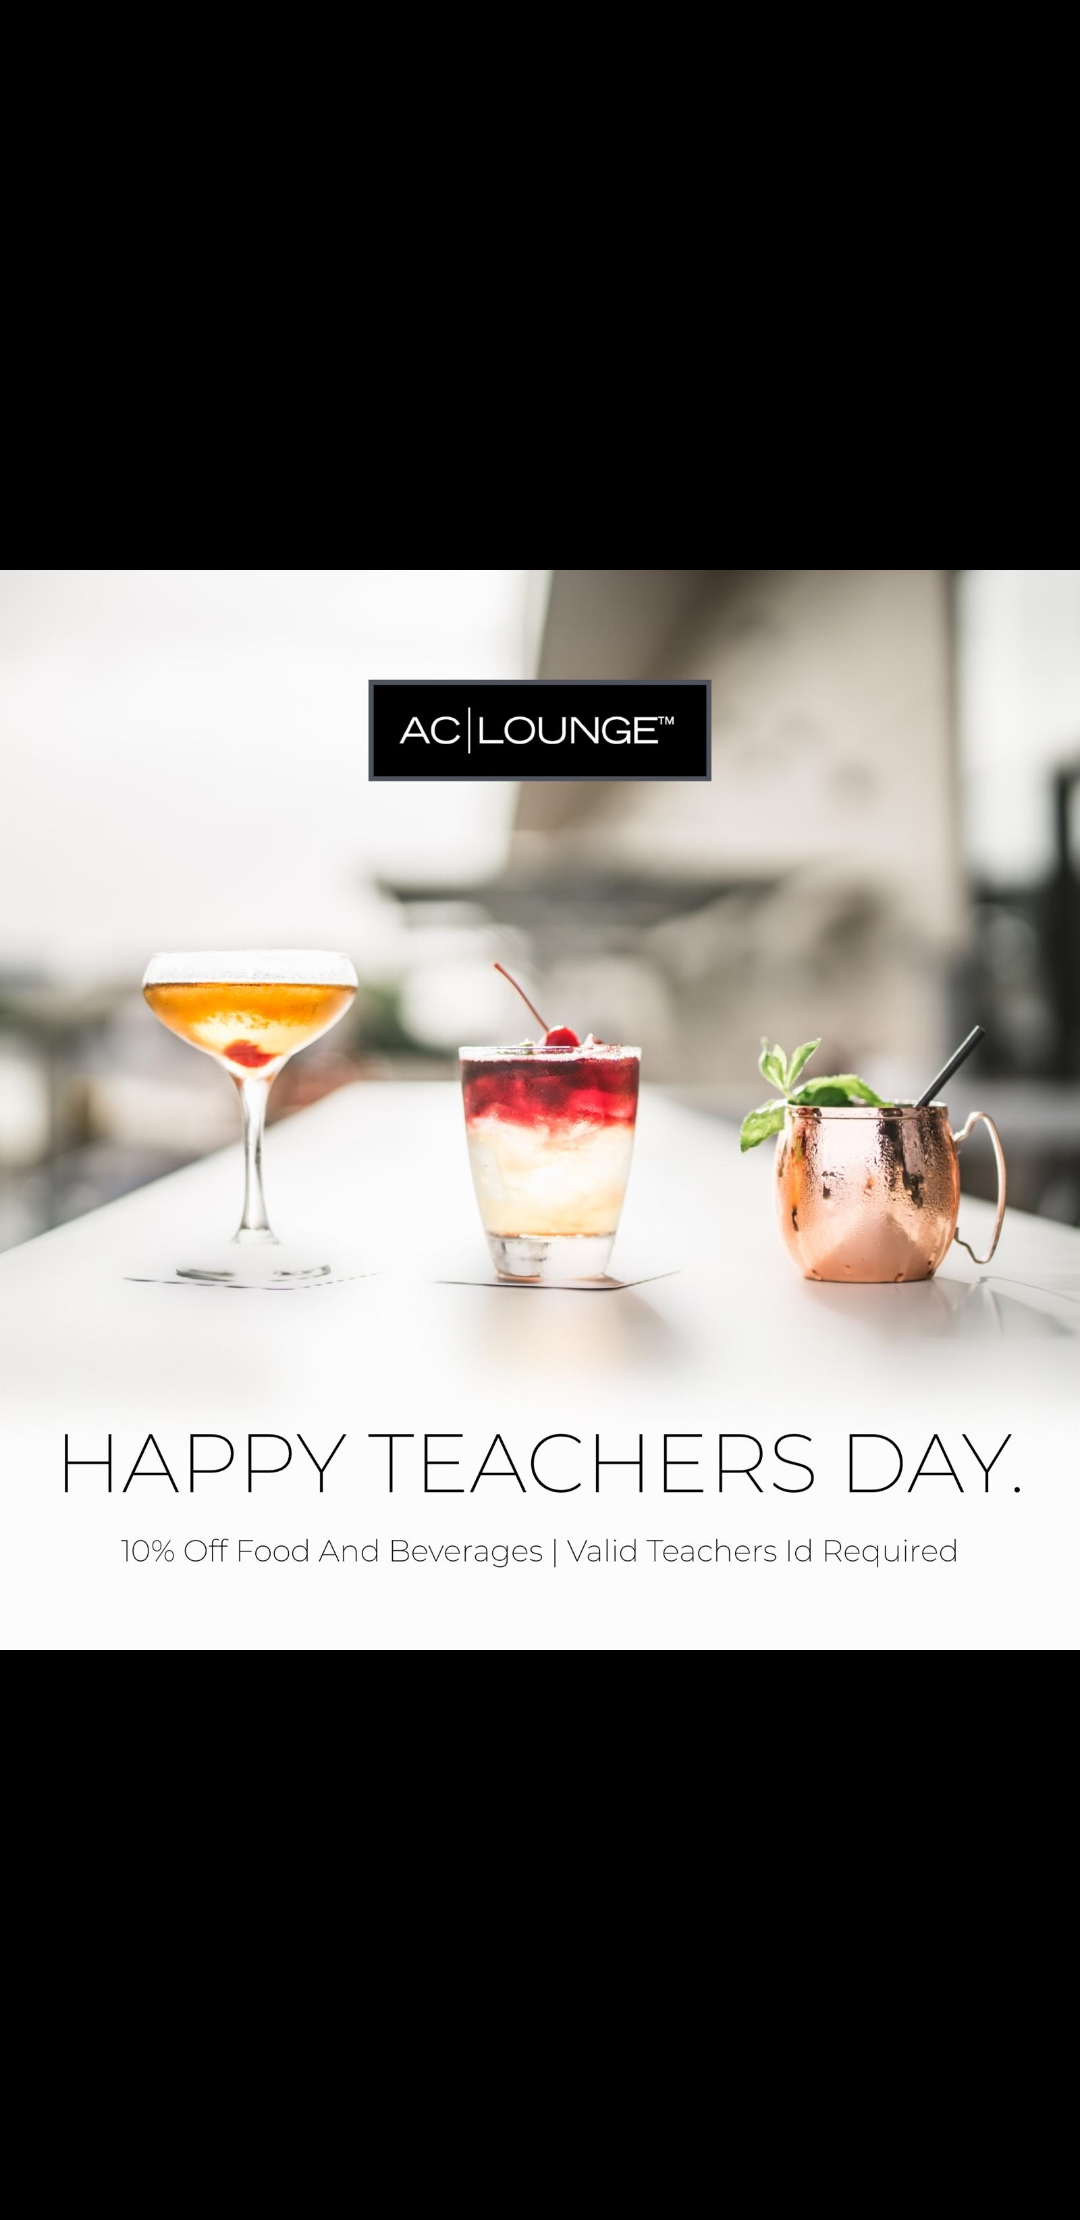 AC|LOUNGE™
HAPPY TEACHERS DAY.
10% Off Food And Beverages | Valid Teachers Id Required